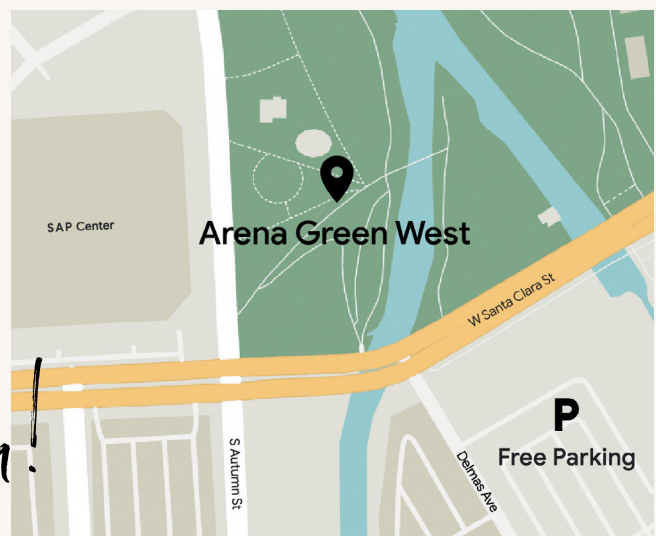 SAP Center
Arena Green West
W Santa Clara St
P
Free Parking
S Autumn St
Delmas Ave